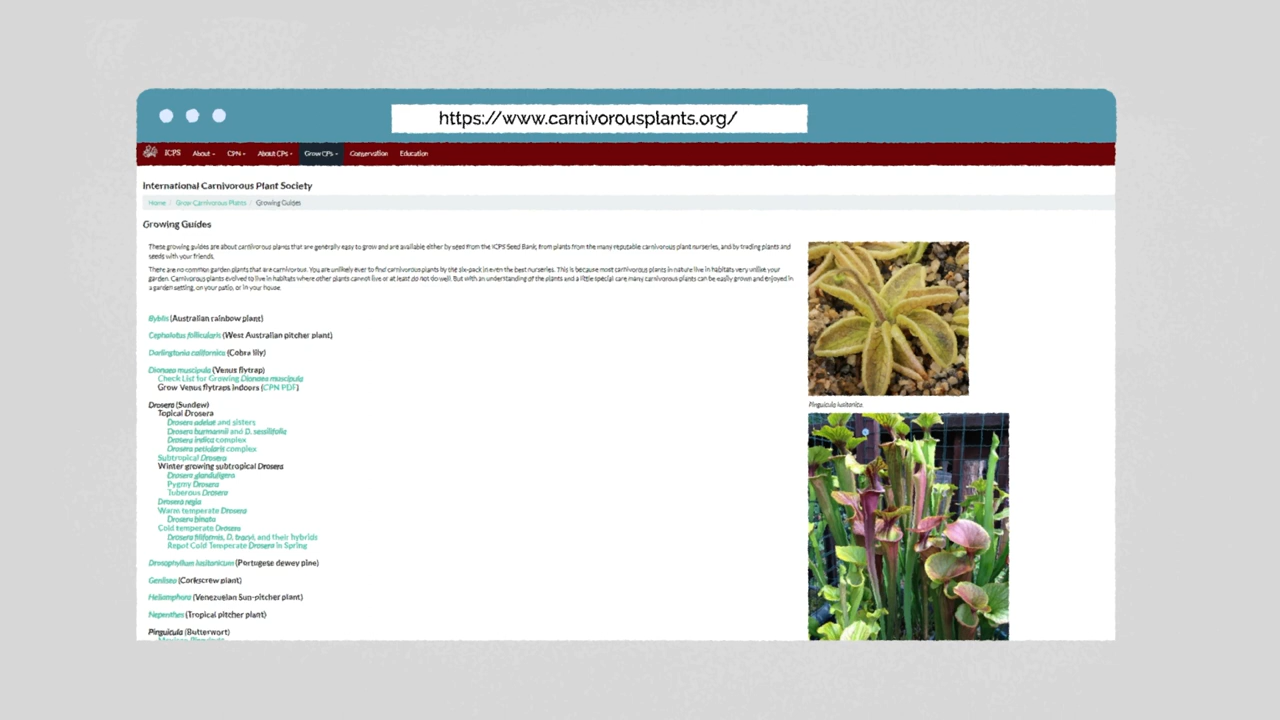 https://www.carnivorousplants.org/
ICPS About CPN About CPs Grow CPs Conservation Education
International Carnivorous Plant Society
Home / Grow Carnivorous Plants / Growing Guides
Growing Guides
These growing guides are about carnivorous plants that are generally easy to grow and are available either by seed from the ICPS Seed Bank, from plants from the many reputable carnivorous plant nurseries, and by trading plants and
seeds with your friends.
There are no common garden plants that are carnivorous. You are unlikely ever to find carnivorous plants by the six-pack in even the best nurseries. This is because most carnivorous plants in nature live in habitats very unlike your
garden. Carnivorous plants evolved to live in habitats where other plants cannot live or at least do not do well. But with an understanding of the plants and a little special care many carnivorous plants can be easily grown and enjoyed in
a garden setting, on your patio, or in your house.
Byblis (Australian rainbow plant)
Cephalotus follicularis (West Australian pitcher plant)
Darlingtonia californica (Cobra lily)
Dionaea muscipula (Venus flytrap)
Check List for Growing Dionaea muscipula
Grow Venus flytraps Indoors (CPN PDF)
Drosera (Sundew)
Topical Drosera
Drosera adelae and sisters
Drosera burmannii and D. sessilifolia
Drosera indica complex
Drosera petiolaris complex
Subtropical Drosera
Winter growing subtropical Drosera
Drosera glanduligera
Pygmy Drosera
Tuberous Drosera
Drosera regia
Warm temperate Drosera
Drosera binata
Cold temperate Drosera
Drosera filiformis, D. tracyi, and their hybrids
Repot Cold Temperate Drosera in Spring
Drosophyllum lusitanicum (Portugese dewy pine)
Genlisea (Corkscrew plant)
Heliamphora (Venezuelan Sun-pitcher plant)
Nepenthes (Tropical pitcher plant)
Pinguicula (Butterwort)
Pinguicula lusitanica.